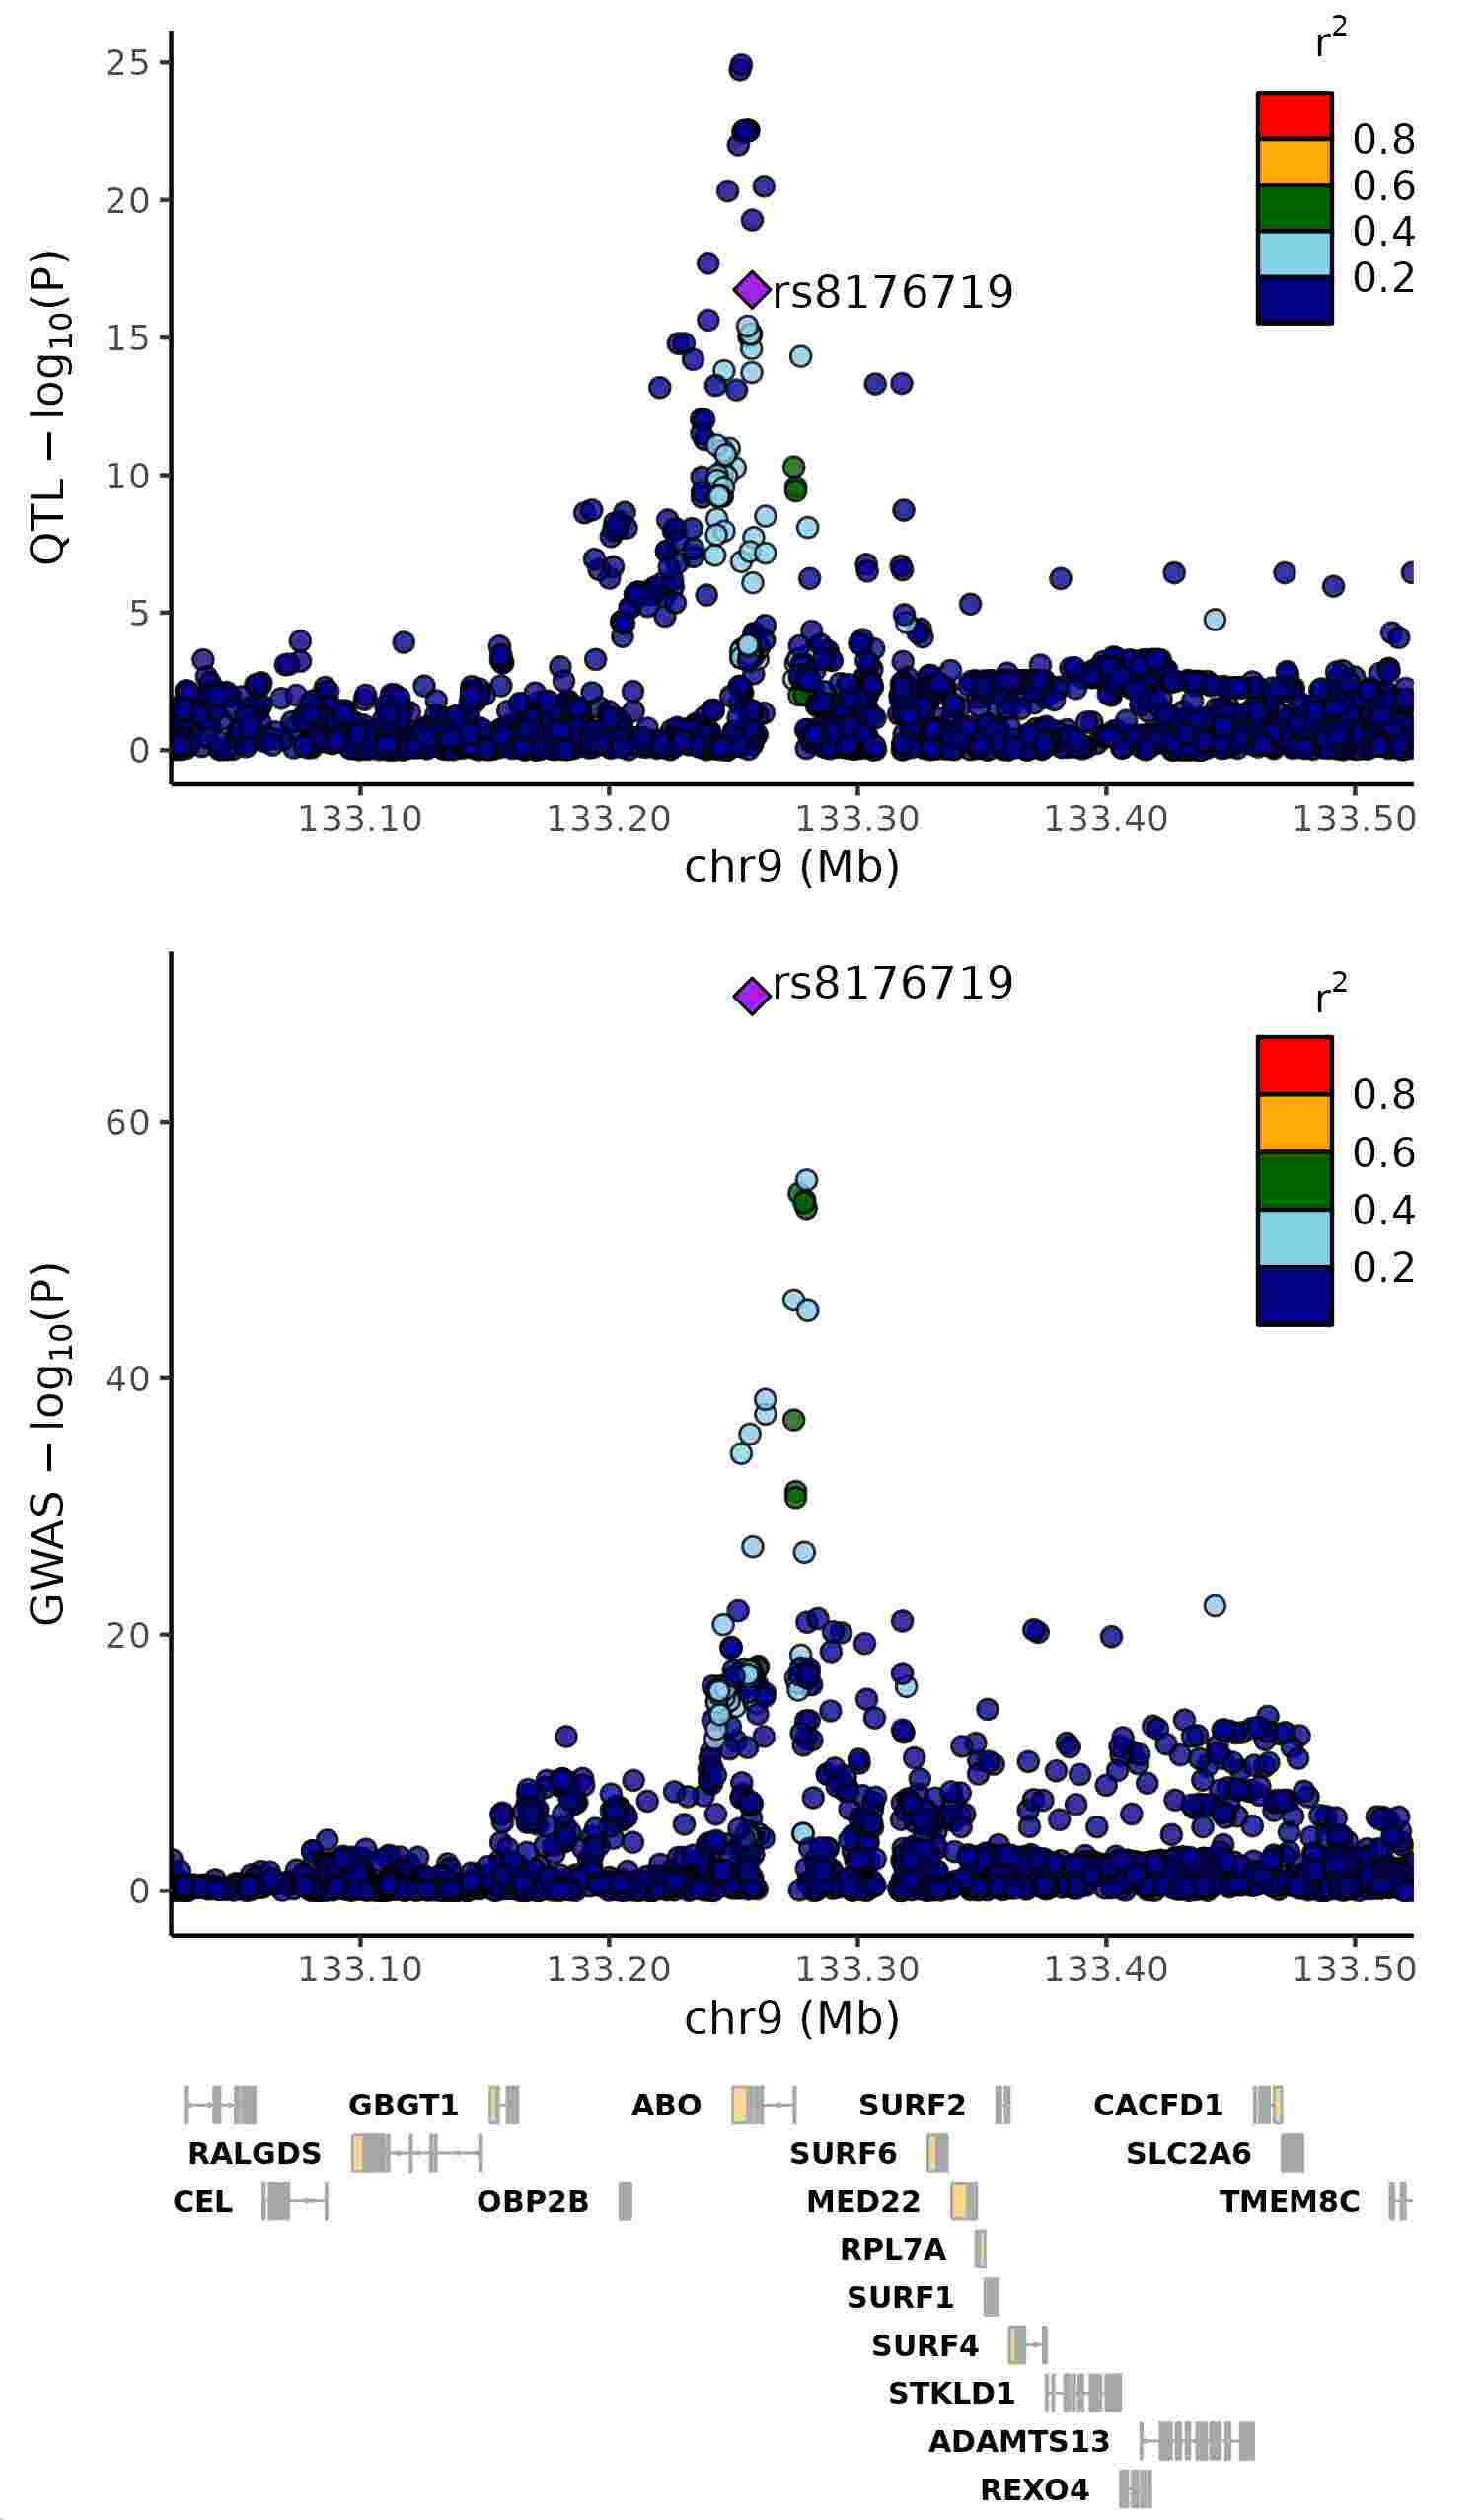 r2
25
20
15
10
5
0
QTL −log10(P)
rs8176719
0.8
0.6
0.4
0.2
133.10 133.20 133.30 133.40 133.50
chr9 (Mb)
rs8176719
r2
60
40
20
0
GWAS −log10(P)
0.8
0.6
0.4
0.2
133.10 133.20 133.30 133.40 133.50
chr9 (Mb)
GBGT1 ABO SURF2 CACFD1
RALGDS SURF6 SLC2A6
CEL OBP2B MED22 TMEM8C
RPL7A
SURF1
SURF4
STKLD1
ADAMTS13
REXO4